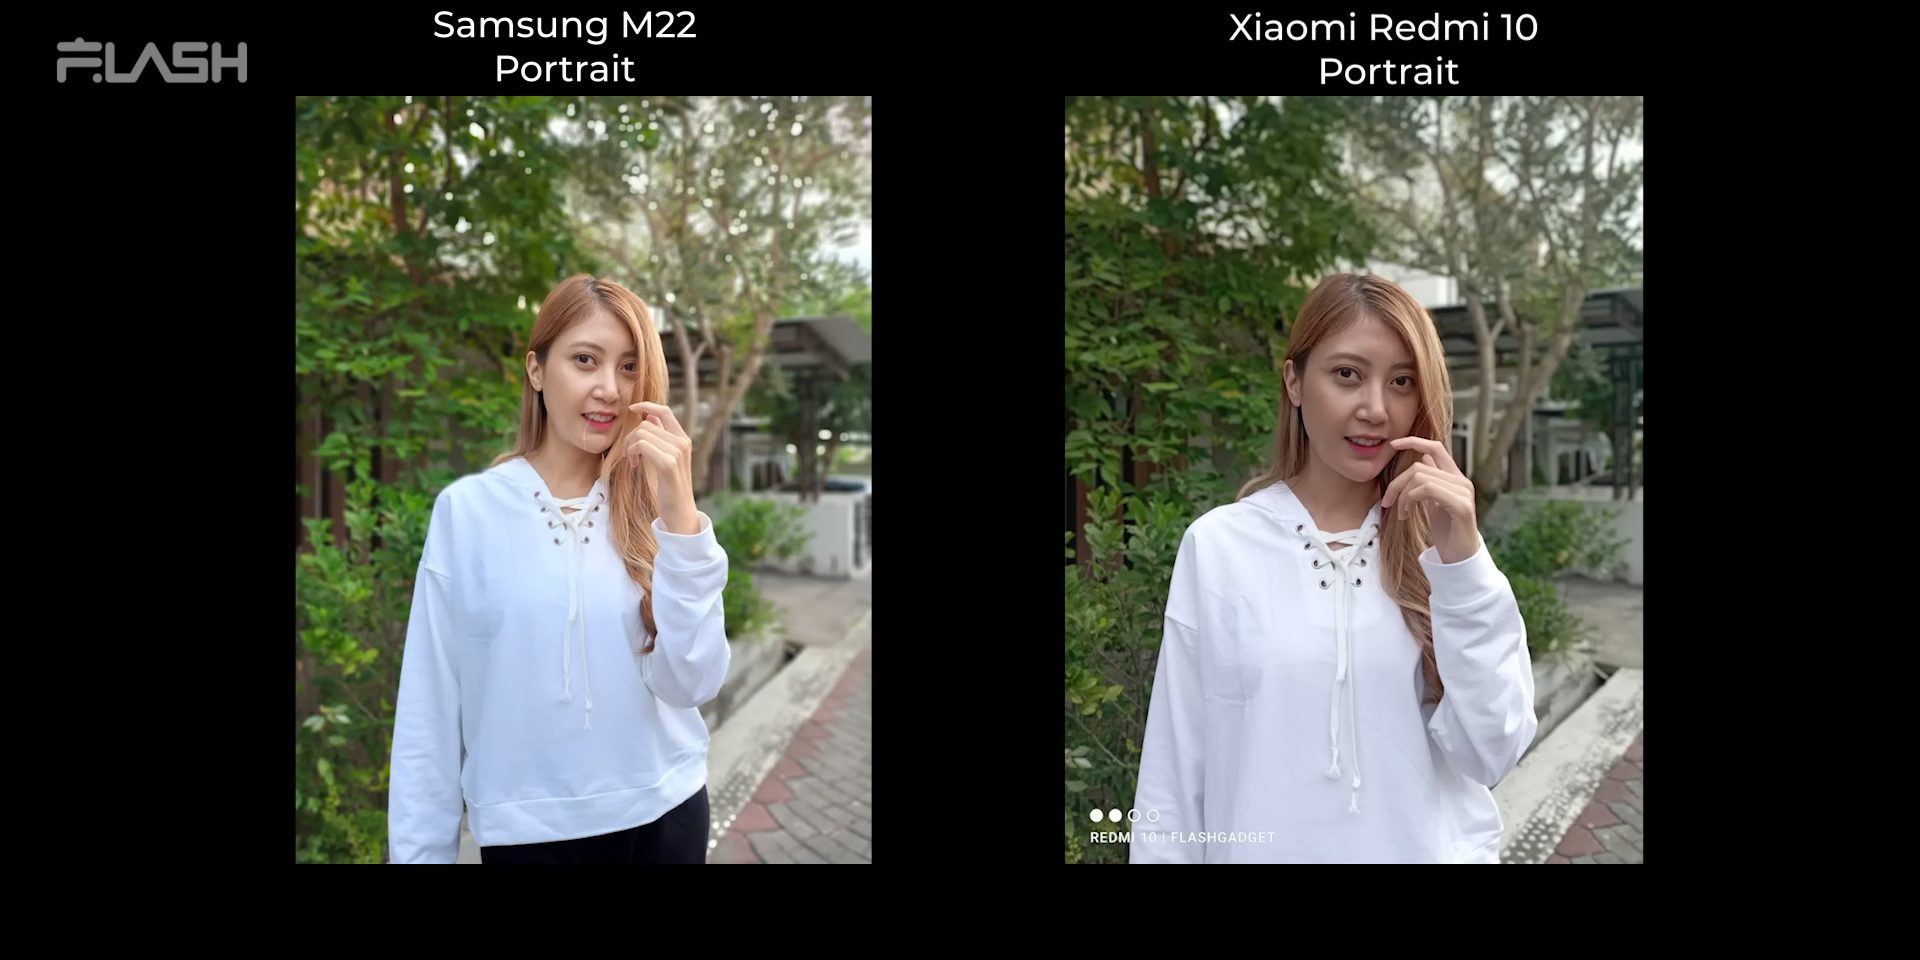 FLASH
Samsung M22
Portrait
Xiaomi Redmi 10
Portrait
REDMI 10 | FLASHGADGET